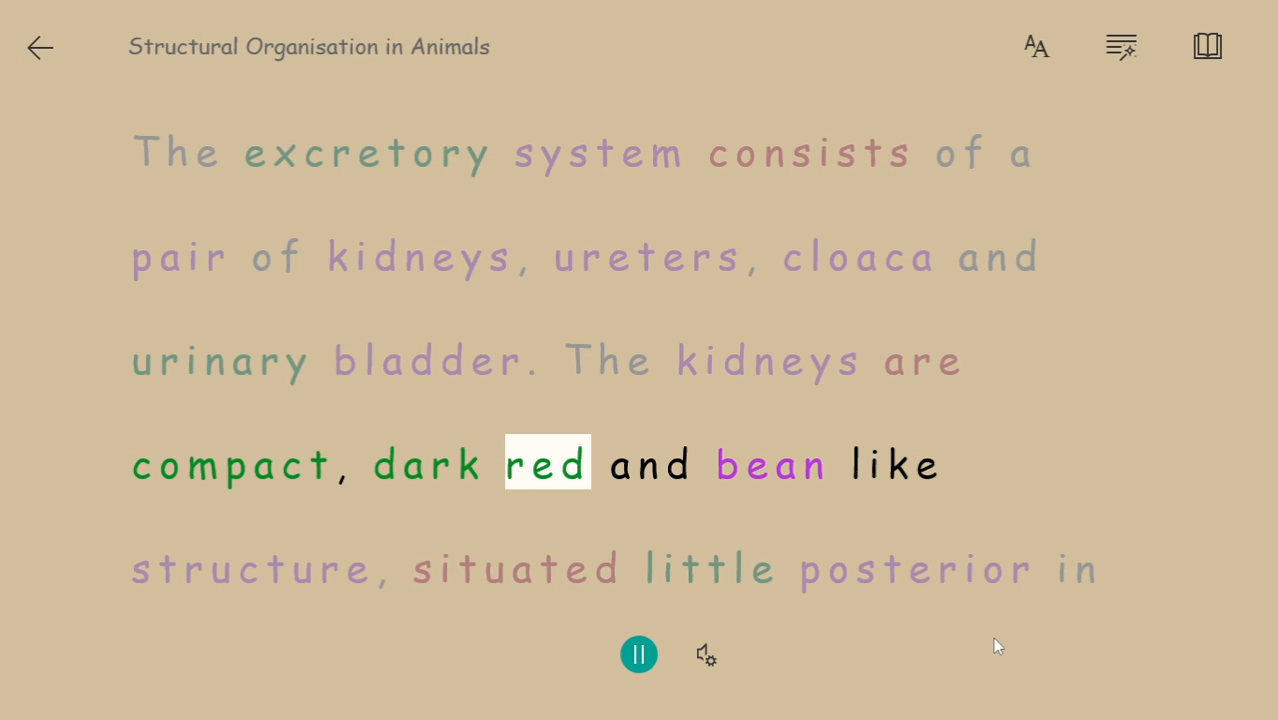 Structural Organisation in Animals
The excretory system consists of a
pair of kidneys, ureters, cloaca and
urinary bladder. The kidneys are
compact, dark red and bean like
structure, situated little posterior in